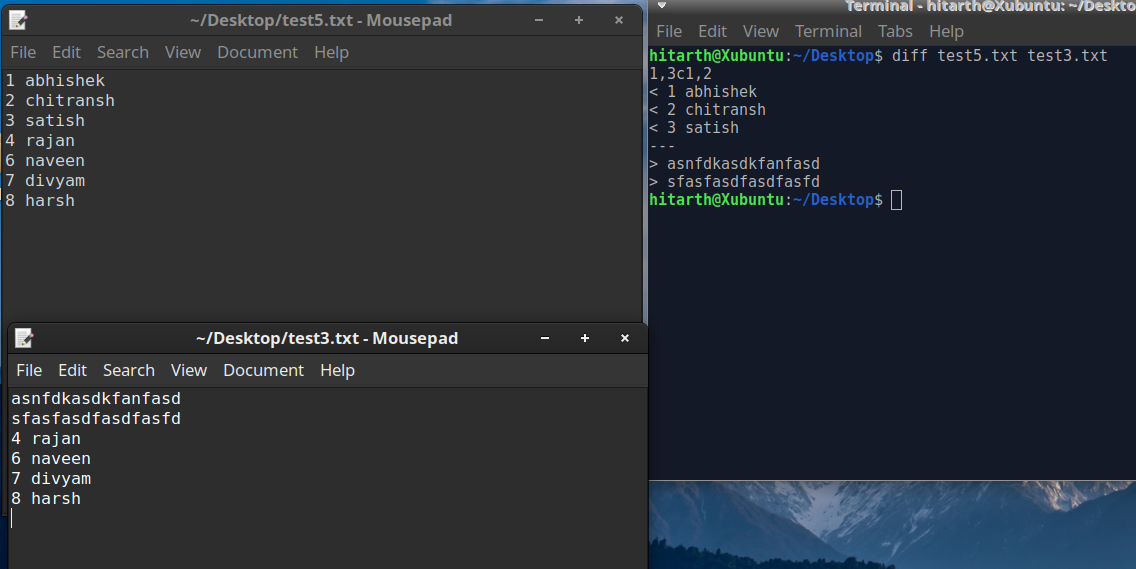 ~/Desktop/test5.txt - Mousepad
File Edit Search View Document Help
1 abhishek
2 chitransh
3 satish
4 rajan
6 naveen
7 divyam
8 harsh
~/Desktop/test3.txt - Mousepad
File Edit Search View Document Help
asnfdkasdkfanfasd
sfasfasdfasdfasfd
4 rajan
6 naveen
7 divyam
8 harsh
Terminal - hitarth@Xubuntu: ~/Deskto
File Edit View Terminal Tabs Help
hitarth@Xubuntu:~/Desktop$ diff test5.txt test3.txt
1,3c1,2
< 1 abhishek
< 2 chitransh
< 3 satish
---
> asnfdkasdkfanfasd
> sfasfasdfasdfasfd
hitarth@Xubuntu:~/Desktop$